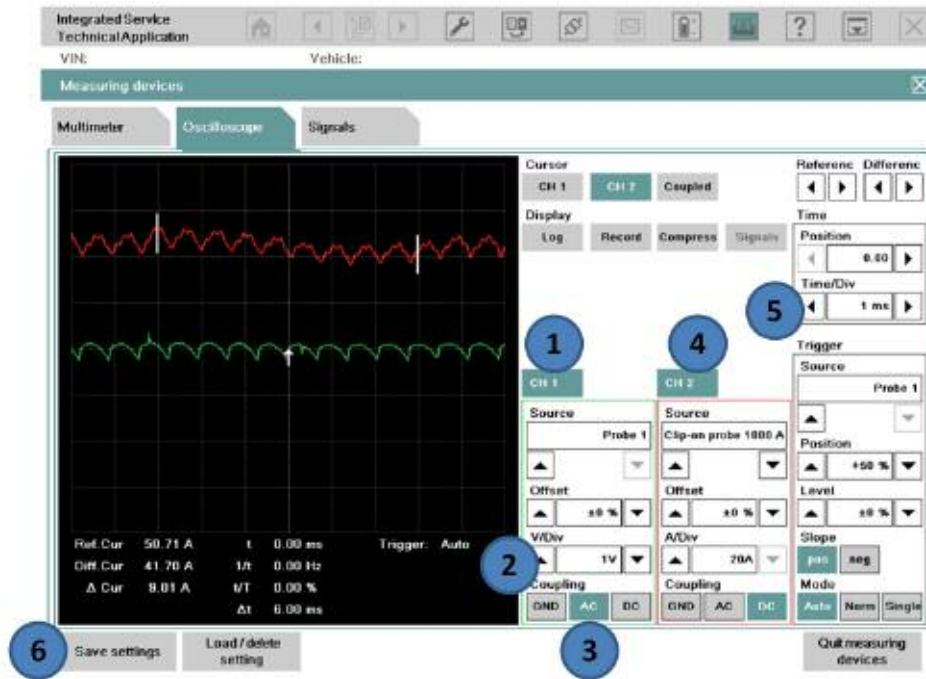 Integrated Service
Technical Application
?
VIN:
Vehicle:
Measuring devices
Multimeter
Oscilloscope
Signals
Cursor
CH 1
CH 2
Coupled
Referenc
Differenc
Display
Log
Record
Compress
Signals
Time
Position
0.00
Time/Div
1 ms
5
1
4
CH 1
CH 2
Trigger
Source
Probe 1
Source
Probe 1
Source
Clip-on probe 1000 A
Position
+50 %
Offset
±0 %
Offset
±0 %
Level
±0 %
V/Div
1V
A/Div
20A
Slope
pos
neg
2
Coupling
GND
AC
DC
Coupling
GND
AC
DC
Mode
Auto
Norm
Single
Ref.Cur 50.71 A t 0.00 ms Trigger: Auto
Diff.Cur 41.70 A 1/t 0.00 Hz
Δ Cur 9.01 A t/T 0.00 %
Δt 6.00 ms
6
Save settings
Load / delete
setting
3
Quit measuring
devices